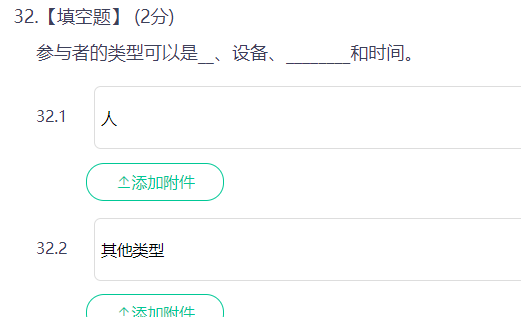 32.【填空题】 (2分)
参与者的类型可以是__、设备、________和时间。
32.1
人
添加附件
32.2
其他类型
添加附件